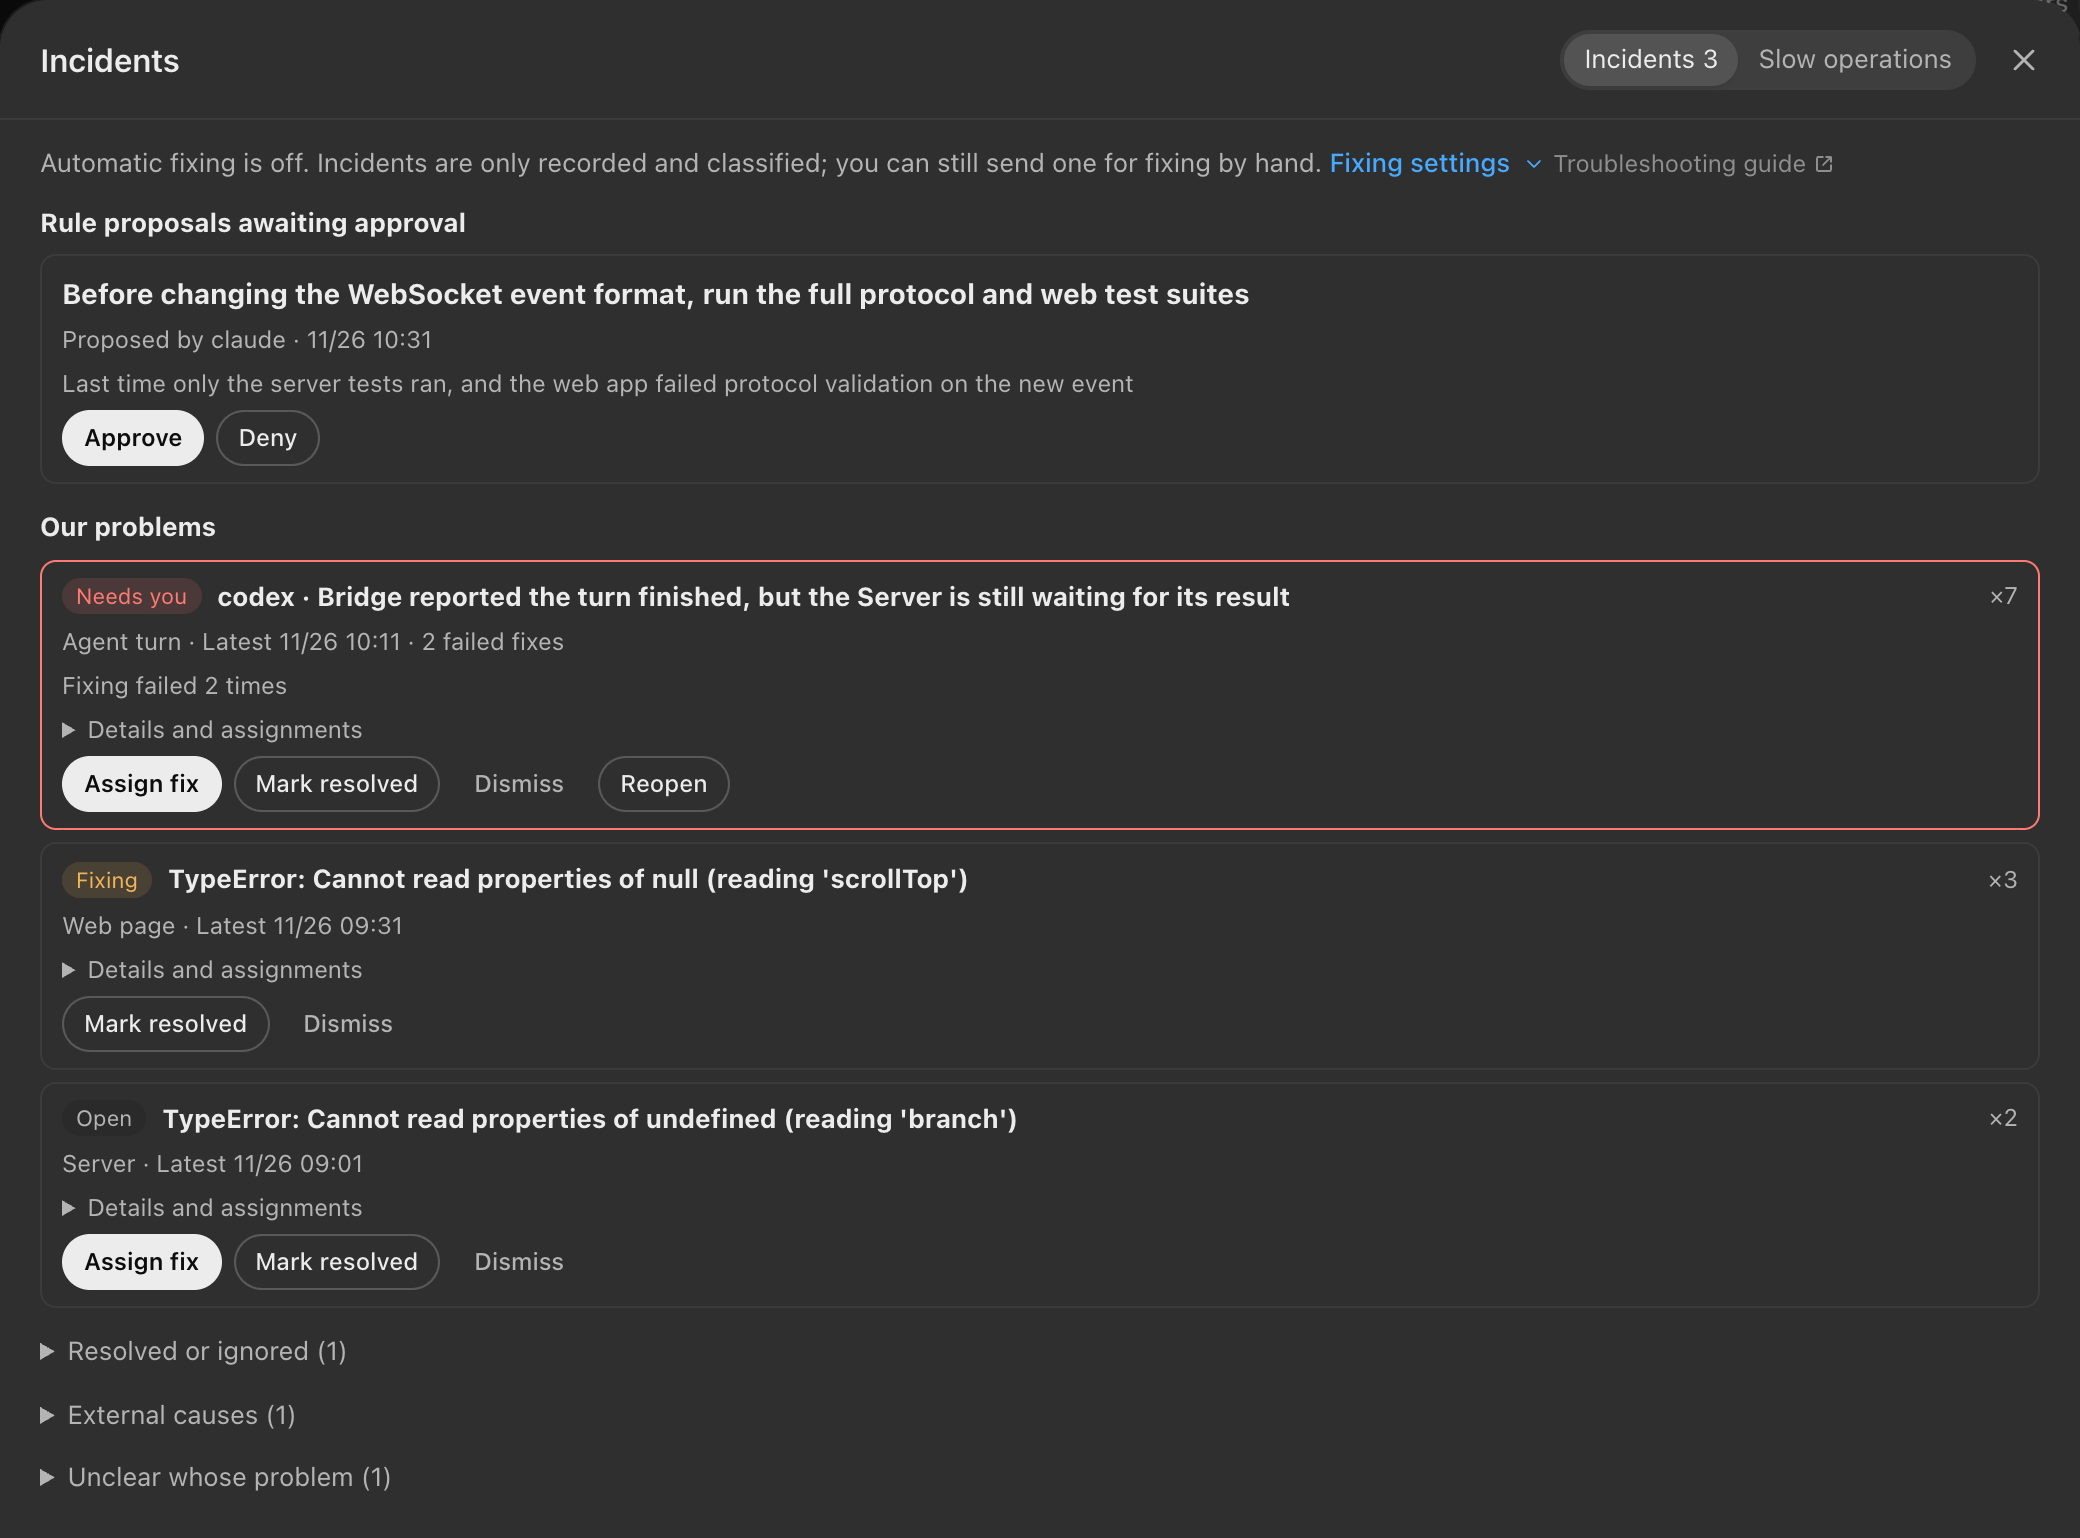 Incidents
Incidents 3
Slow operations
Automatic fixing is off. Incidents are only recorded and classified; you can still send one for fixing by hand. Fixing settings Troubleshooting guide
Rule proposals awaiting approval
Before changing the WebSocket event format, run the full protocol and web test suites
Proposed by claude · 11/26 10:31
Last time only the server tests ran, and the web app failed protocol validation on the new event
Approve Deny
Our problems
Needs you codex · Bridge reported the turn finished, but the Server is still waiting for its result ×7
Agent turn · Latest 11/26 10:11 · 2 failed fixes
Fixing failed 2 times
Details and assignments
Assign fix Mark resolved Dismiss Reopen
Fixing TypeError: Cannot read properties of null (reading 'scrollTop') ×3
Web page · Latest 11/26 09:31
Details and assignments
Mark resolved Dismiss
Open TypeError: Cannot read properties of undefined (reading 'branch') ×2
Server · Latest 11/26 09:01
Details and assignments
Assign fix Mark resolved Dismiss
Resolved or ignored (1)
External causes (1)
Unclear whose problem (1)